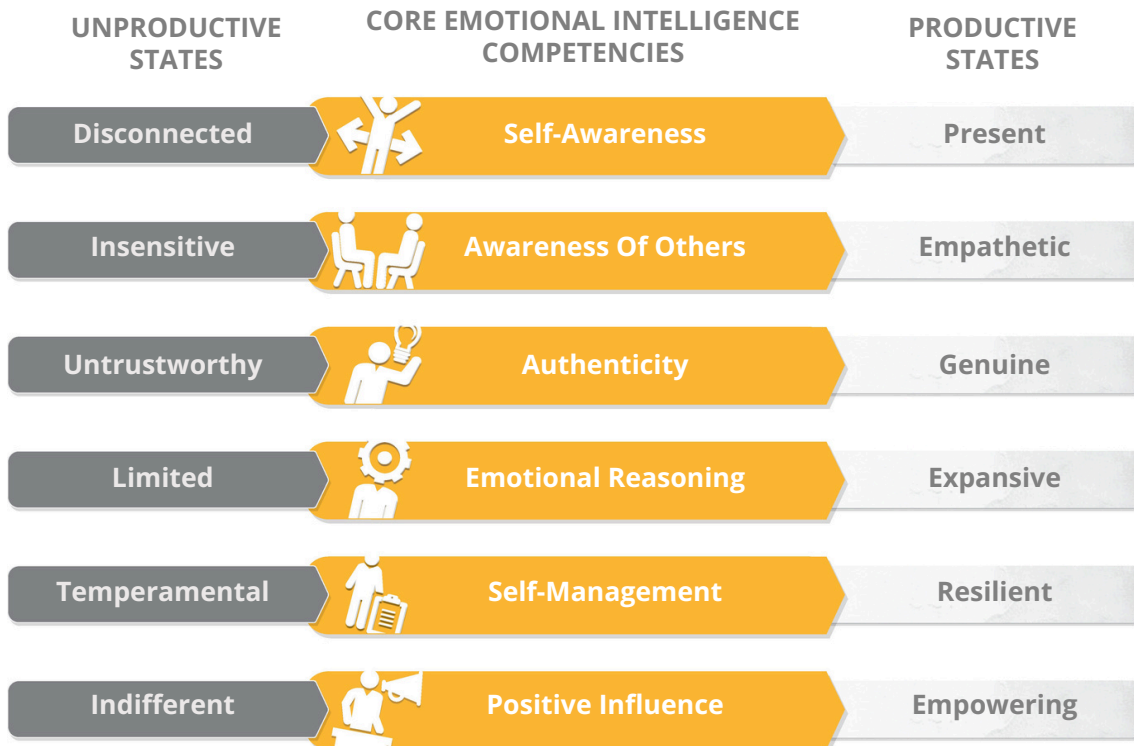 UNPRODUCTIVE
STATES
CORE EMOTIONAL INTELLIGENCE
COMPETENCIES
PRODUCTIVE
STATES
Disconnected
Self-Awareness
Present
Insensitive
Awareness Of Others
Empathetic
Untrustworthy
Authenticity
Genuine
Limited
Emotional Reasoning
Expansive
Temperamental
Self-Management
Resilient
Indifferent
Positive Influence
Empowering